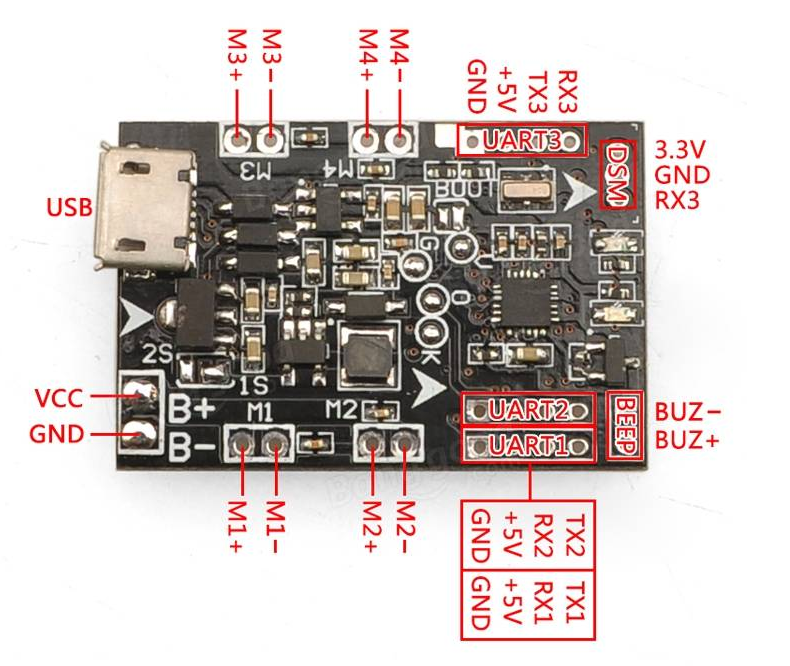 M3+
M3-
M4+
M4-
GND
+5V
TX3
RX3
UART3
M3
M4
BOOT
DSM
3.3V
GND
RX3
USB
G
J
O
K
2S
1S
VCC
B+
M1
M2
GND
B-
UART2
UART1
BEEP
BUZ-
BUZ+
M1+
M1-
M2+
M2-
GND
+5V
RX2
TX2
GND
+5V
RX1
TX1